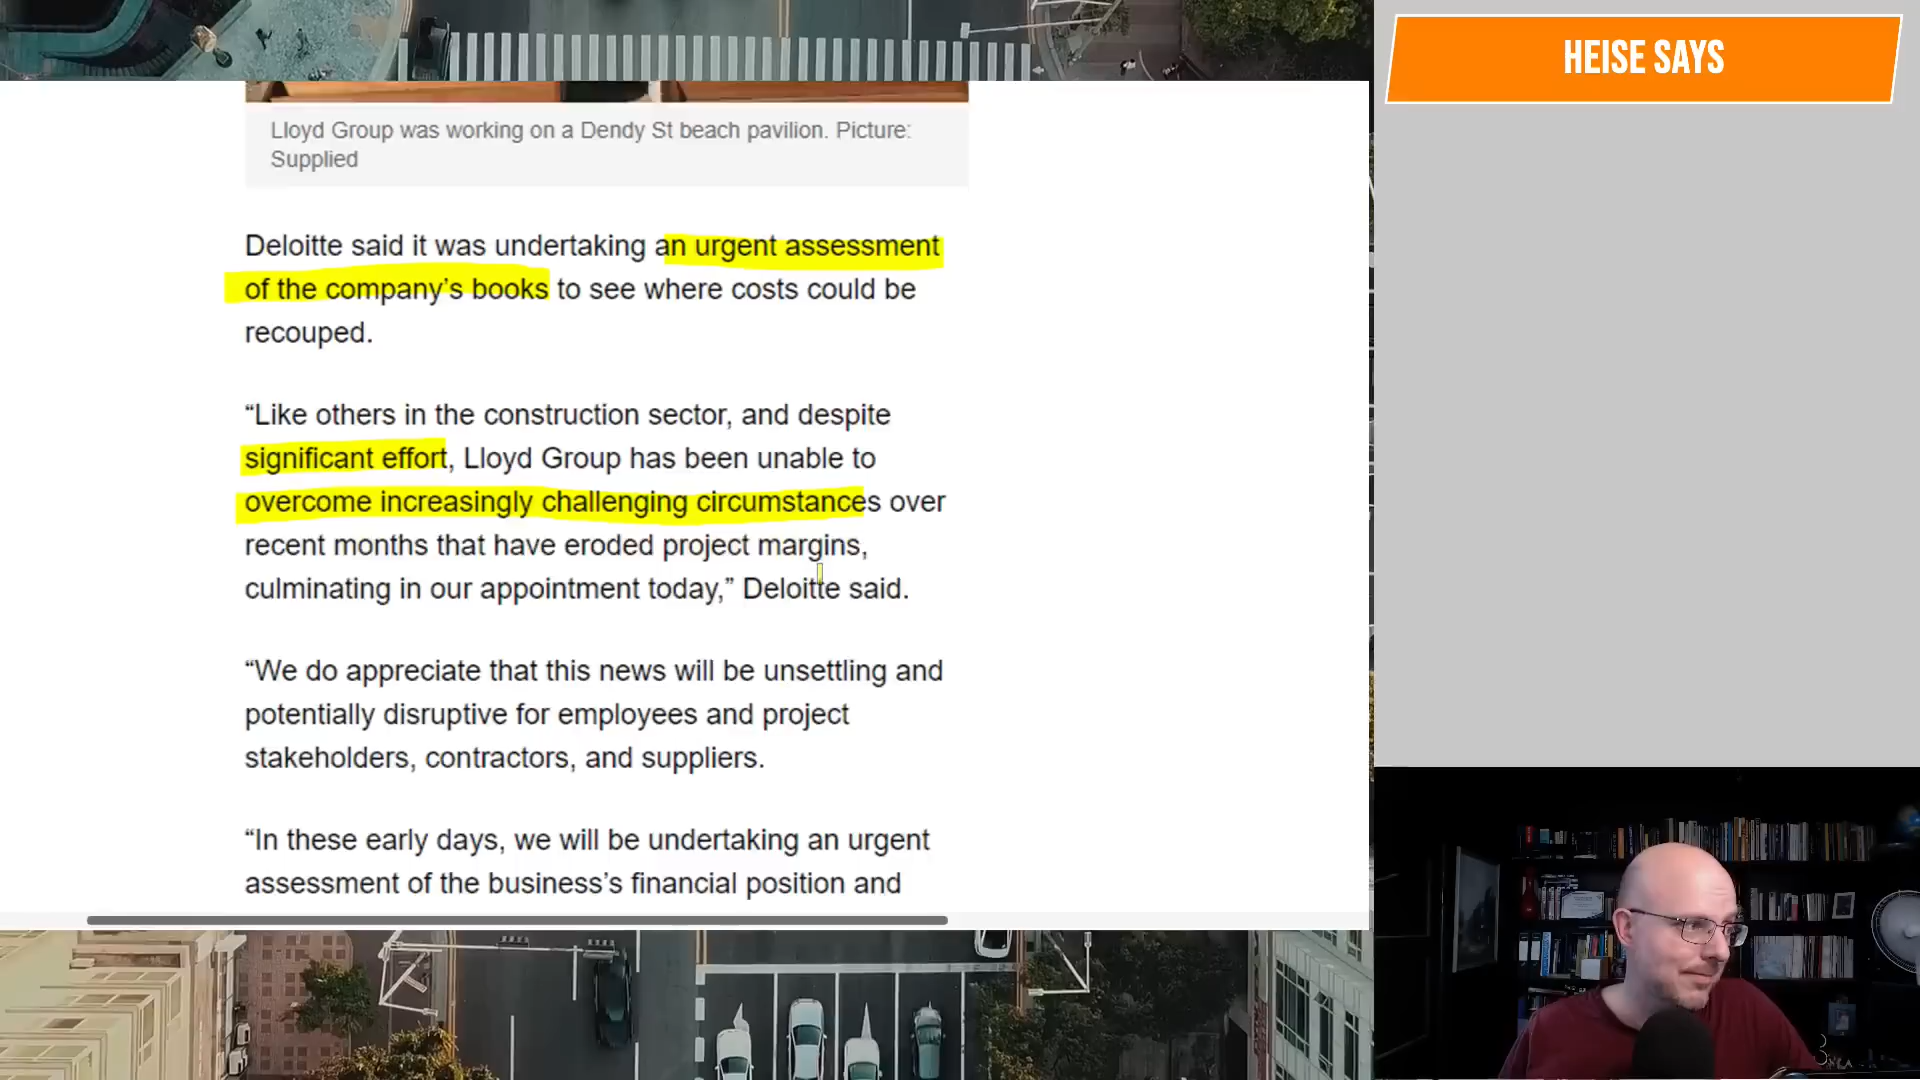 HEISE SAYS
Lloyd Group was working on a Dendy St beach pavilion. Picture:
Supplied
Deloitte said it was undertaking an urgent assessment
of the company’s books to see where costs could be
recouped.
“Like others in the construction sector, and despite
significant effort, Lloyd Group has been unable to
overcome increasingly challenging circumstances over
recent months that have eroded project margins,
culminating in our appointment today,” Deloitte said.
“We do appreciate that this news will be unsettling and
potentially disruptive for employees and project
stakeholders, contractors, and suppliers.
“In these early days, we will be undertaking an urgent
assessment of the business’s financial position and